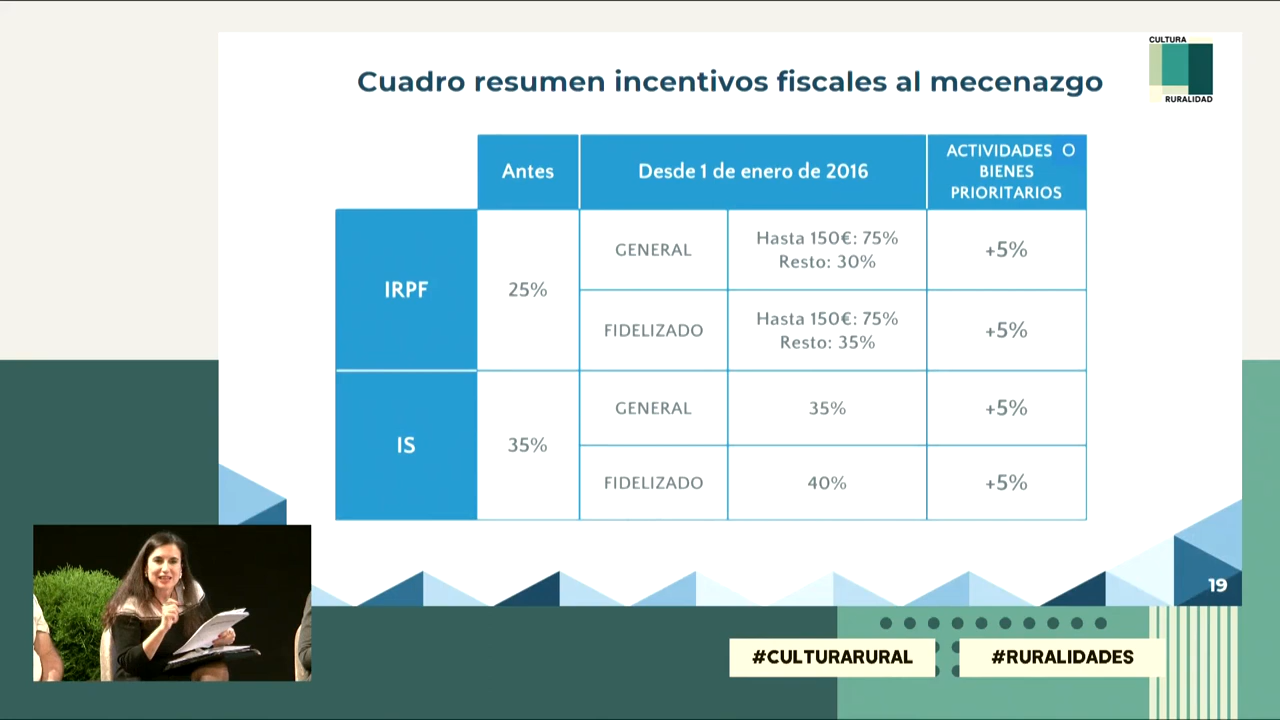 CULTURA
RURALIDAD
Cuadro resumen incentivos fiscales al mecenazgo
Antes
Desde 1 de enero de 2016
ACTIVIDADES O
BIENES
PRIORITARIOS
IRPF
25%
GENERAL
Hasta 150€: 75%
Resto: 30%
+5%
FIDELIZADO
Hasta 150€: 75%
Resto: 35%
+5%
IS
35%
GENERAL
35%
+5%
FIDELIZADO
40%
+5%
19
#CULTURARURAL
#RURALIDADES